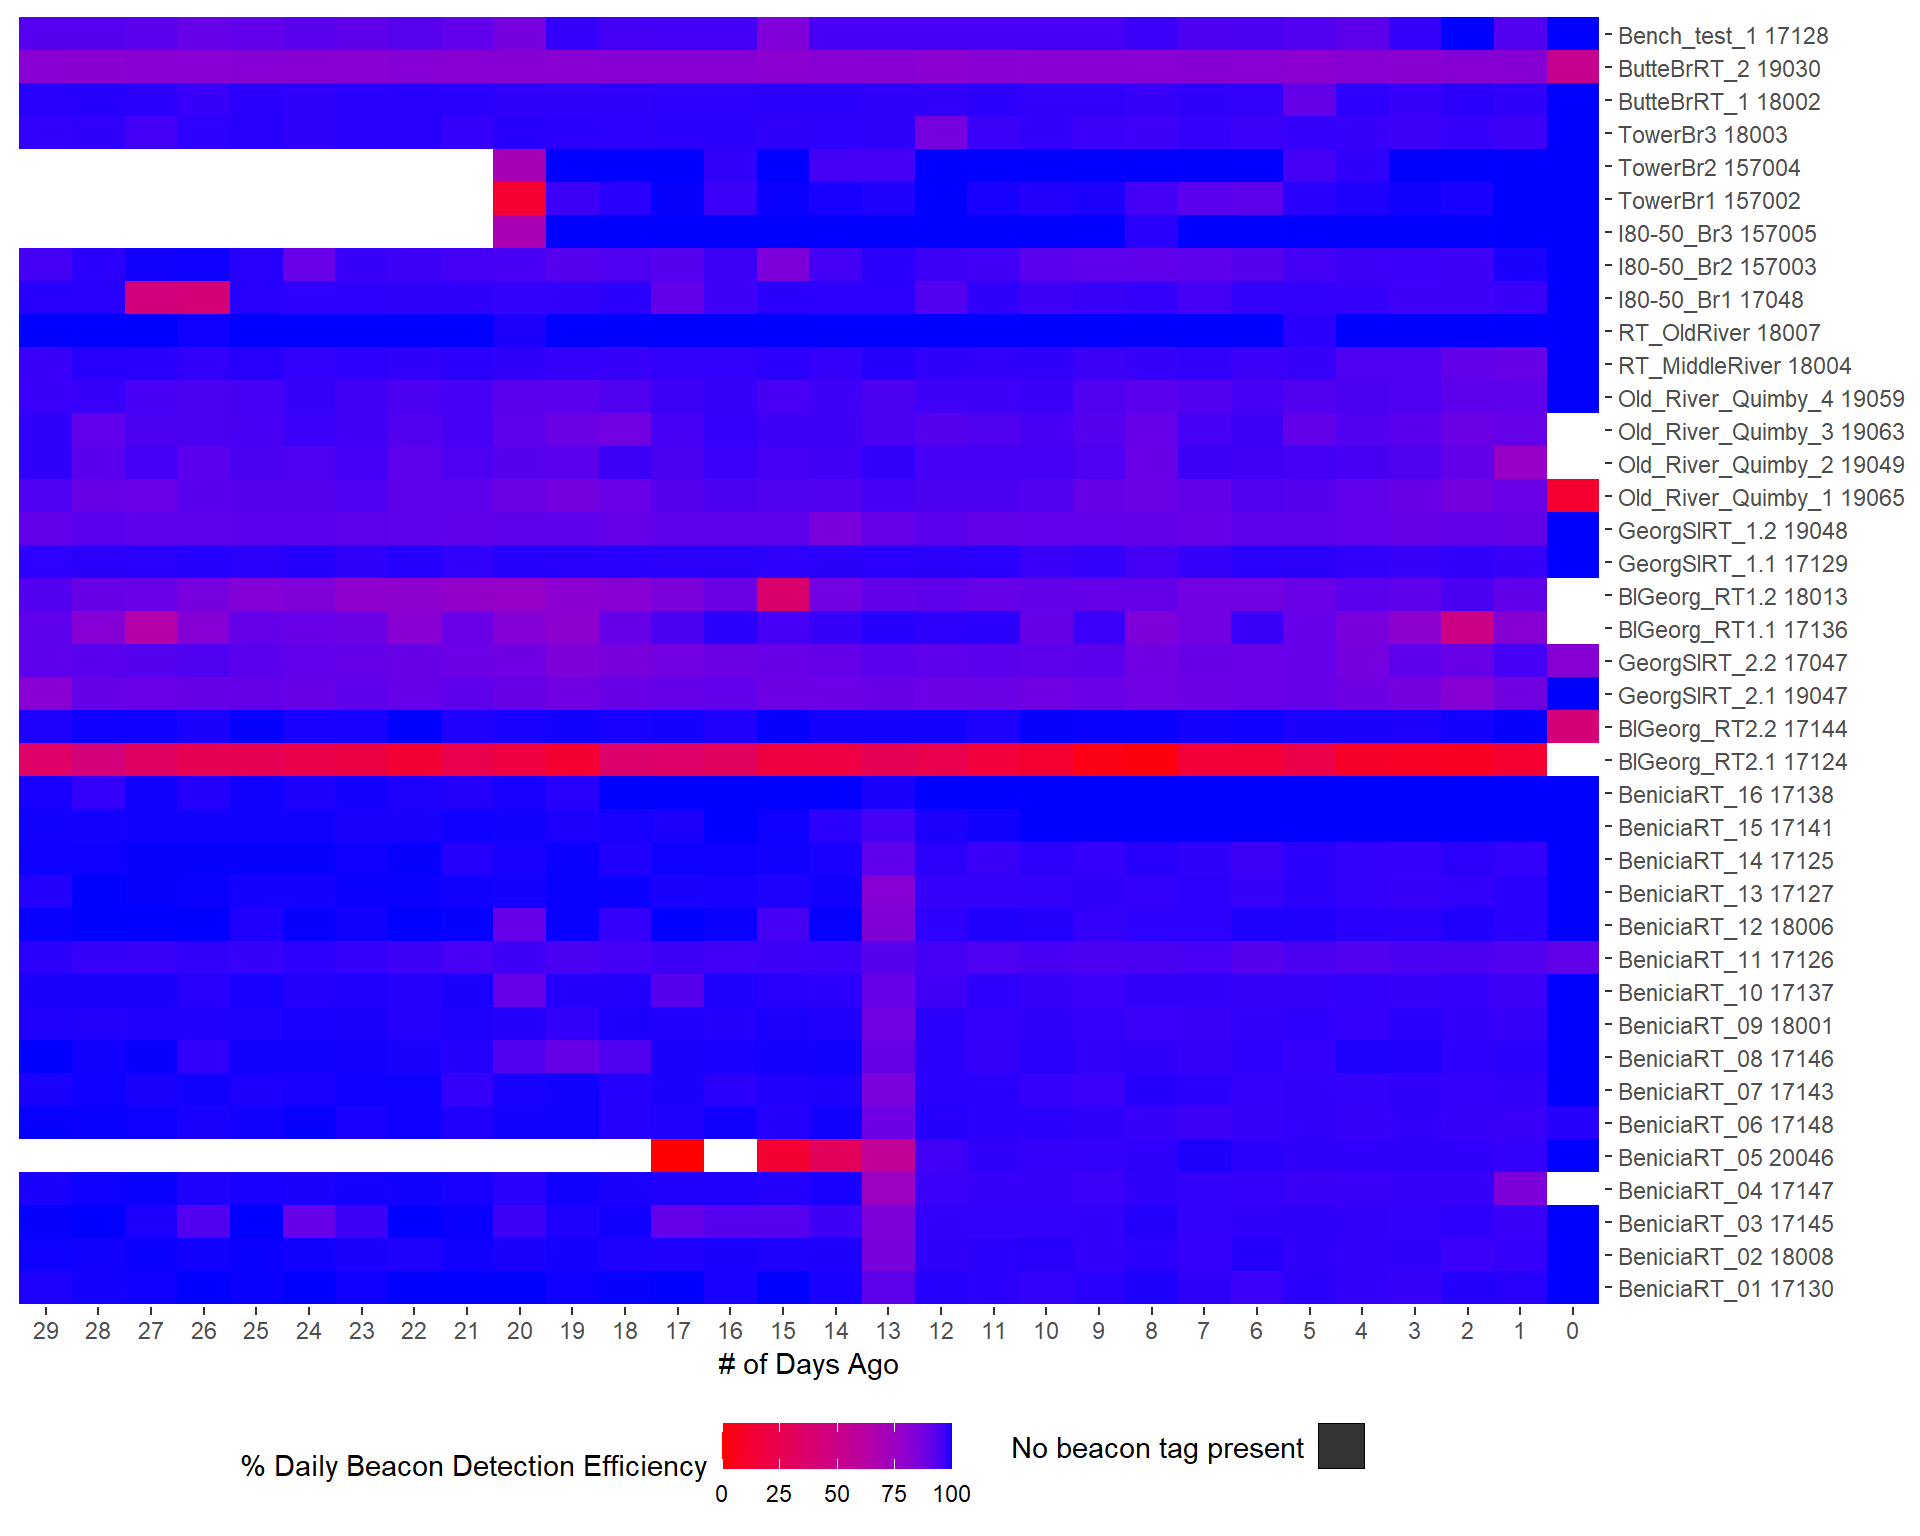 Bench_test_1 17128
ButteBrRT_2 19030
ButteBrRT_1 18002
TowerBr3 18003
TowerBr2 157004
TowerBr1 157002
I80-50_Br3 157005
I80-50_Br2 157003
I80-50_Br1 17048
RT_OldRiver 18007
RT_MiddleRiver 18004
Old_River_Quimby_4 19059
Old_River_Quimby_3 19063
Old_River_Quimby_2 19049
Old_River_Quimby_1 19065
GeorgSlRT_1.2 19048
GeorgSlRT_1.1 17129
BlGeorg_RT1.2 18013
BlGeorg_RT1.1 17136
GeorgSlRT_2.2 17047
GeorgSlRT_2.1 19047
BlGeorg_RT2.2 17144
BlGeorg_RT2.1 17124
BeniciaRT_16 17138
BeniciaRT_15 17141
BeniciaRT_14 17125
BeniciaRT_13 17127
BeniciaRT_12 18006
BeniciaRT_11 17126
BeniciaRT_10 17137
BeniciaRT_09 18001
BeniciaRT_08 17146
BeniciaRT_07 17143
BeniciaRT_06 17148
BeniciaRT_05 20046
BeniciaRT_04 17147
BeniciaRT_03 17145
BeniciaRT_02 18008
BeniciaRT_01 17130
29 28 27 26 25 24 23 22 21 20 19 18 17 16 15 14 13 12 11 10 9 8 7 6 5 4 3 2 1 0
# of Days Ago
% Daily Beacon Detection Efficiency
0 25 50 75 100
No beacon tag present